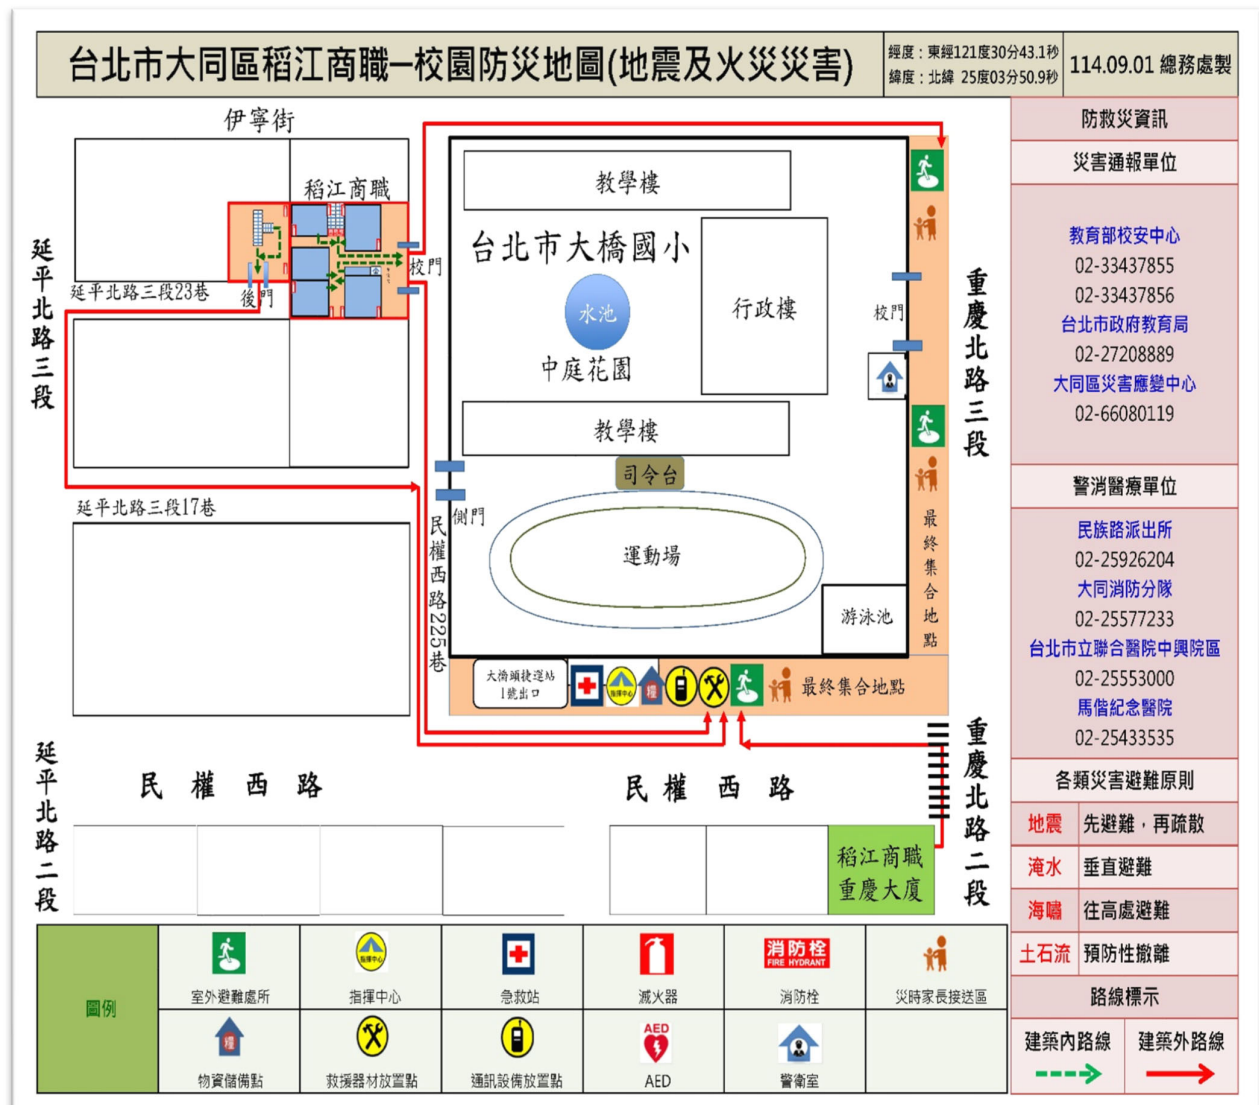 台北市大同區稻江商職─校園防災地圖(地震及火災災害)
經度：東經121度30分43.1秒
緯度：北緯 25度03分50.9秒
114.09.01 總務處製
伊寧街
稻江商職
校門
後門
延平北路三段23巷
延平北路三段
延平北路三段17巷
教學樓
台北市大橋國小
水池
中庭花園
行政樓
校門
教學樓
司令台
側門
運動場
游泳池
民權西路225巷
重慶北路三段
最終集合地點
大橋頭捷運站
1號出口
指揮中心
糧
最終集合地點
延平北路二段
民權西路
民權西路
重慶北路二段
稻江商職
重慶大廈
防救災資訊
災害通報單位
教育部校安中心
02-33437855
02-33437856
台北市政府教育局
02-27208889
大同區災害應變中心
02-66080119
警消醫療單位
民族路派出所
02-25926204
大同消防分隊
02-25577233
台北市立聯合醫院中興院區
02-25553000
馬偕紀念醫院
02-25433535
各類災害避難原則
地震 先避難，再疏散
淹水 垂直避難
海嘯 往高處避難
土石流 預防性撤離
路線標示
建築內路線 建築外路線
圖例
指揮中心
消防栓
FIRE HYDRANT
室外避難處所 指揮中心 急救站 滅火器 消防栓 災時家長接送區
糧
AED
物資儲備點 救援器材放置點 通訊設備放置點 AED 警衛室